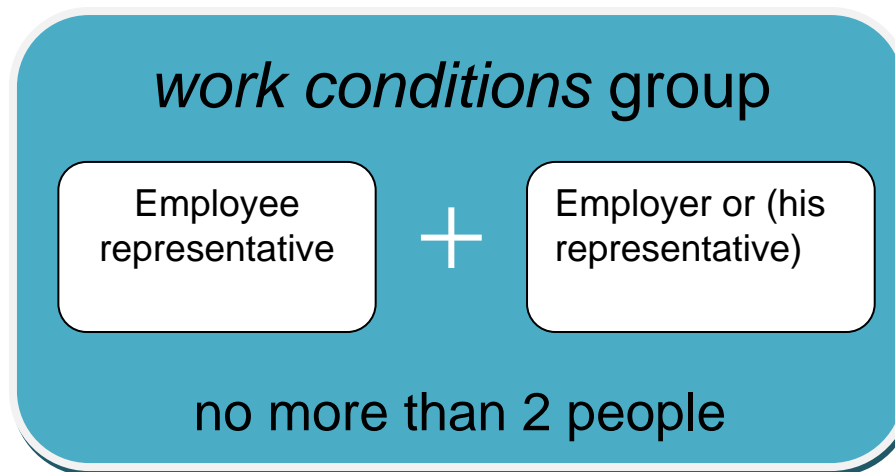 work conditions group
Employee
representative
+
Employer or (his
representative)
no more than 2 people